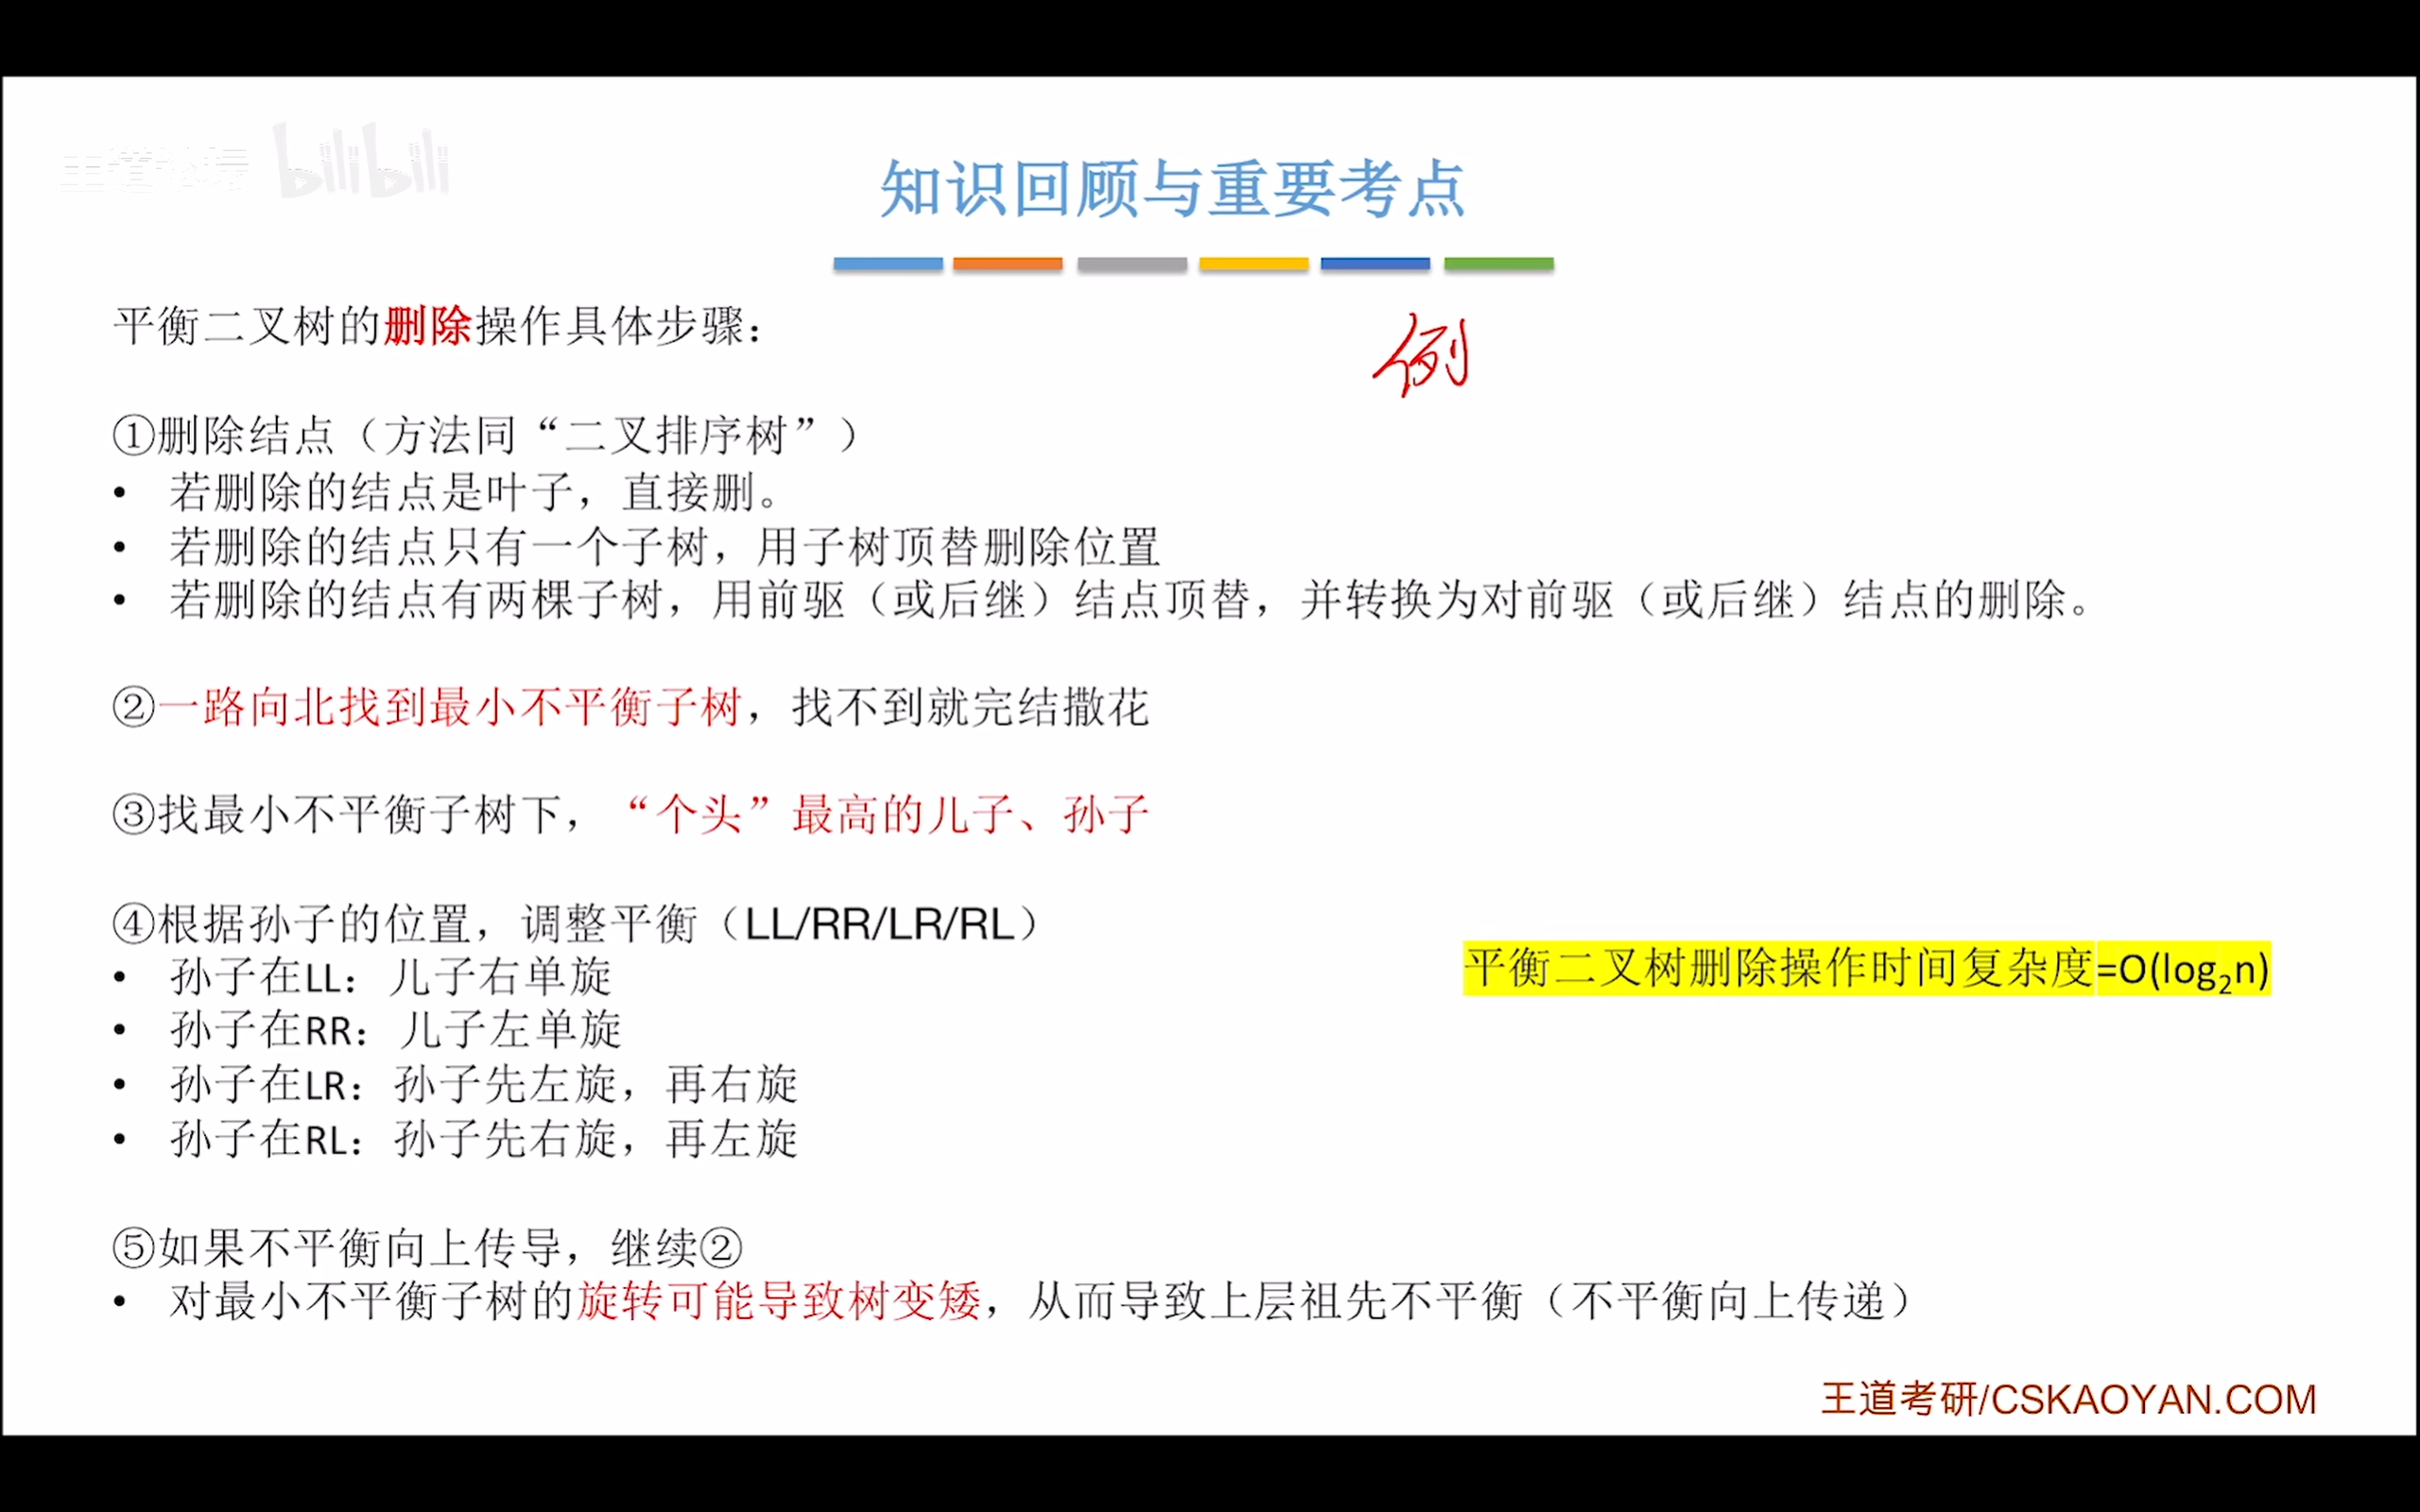 王道论坛 bilibili
知识回顾与重要考点
平衡二叉树的删除操作具体步骤：
例
①删除结点（方法同“二叉排序树”）
• 若删除的结点是叶子，直接删。
• 若删除的结点只有一个子树，用子树顶替删除位置
• 若删除的结点有两棵子树，用前驱（或后继）结点顶替，并转换为对前驱（或后继）结点的删除。
②一路向北找到最小不平衡子树，找不到就完结撒花
③找最小不平衡子树下，“个头”最高的儿子、孙子
④根据孙子的位置，调整平衡（LL/RR/LR/RL）
• 孙子在LL：儿子右单旋
• 孙子在RR：儿子左单旋
• 孙子在LR：孙子先左旋，再右旋
• 孙子在RL：孙子先右旋，再左旋
平衡二叉树删除操作时间复杂度=O(log₂n)
⑤如果不平衡向上传导，继续②
• 对最小不平衡子树的旋转可能导致树变矮，从而导致上层祖先不平衡（不平衡向上传递）
王道考研/CSKAOYAN.COM